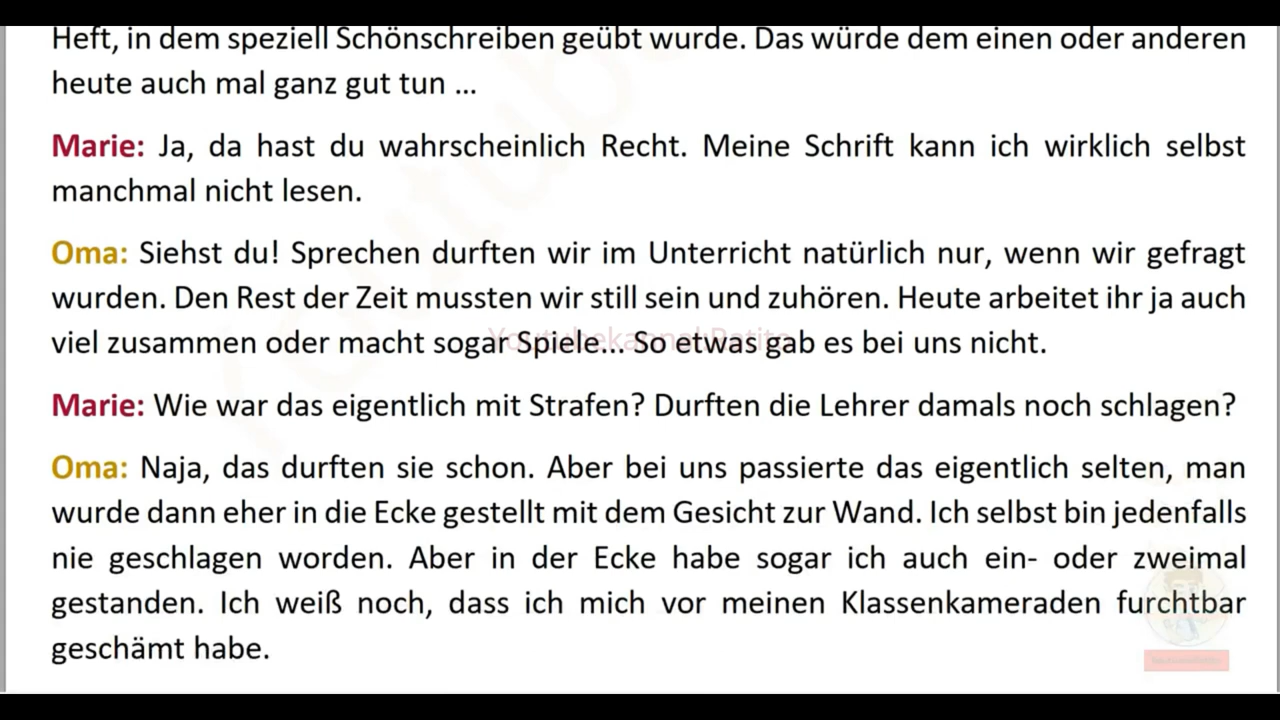 Heft, in dem speziell Schönschreiben geübt wurde. Das würde dem einen oder anderen
heute auch mal ganz gut tun ...
Marie: Ja, da hast du wahrscheinlich Recht. Meine Schrift kann ich wirklich selbst
manchmal nicht lesen.
Oma: Siehst du! Sprechen durften wir im Unterricht natürlich nur, wenn wir gefragt
wurden. Den Rest der Zeit mussten wir still sein und zuhören. Heute arbeitet ihr ja auch
viel zusammen oder macht sogar Spiele... So etwas gab es bei uns nicht.
Marie: Wie war das eigentlich mit Strafen? Durften die Lehrer damals noch schlagen?
Oma: Naja, das durften sie schon. Aber bei uns passierte das eigentlich selten, man
wurde dann eher in die Ecke gestellt mit dem Gesicht zur Wand. Ich selbst bin jedenfalls
nie geschlagen worden. Aber in der Ecke habe sogar ich auch ein- oder zweimal
gestanden. Ich weiß noch, dass ich mich vor meinen Klassenkameraden furchtbar
geschämt habe.